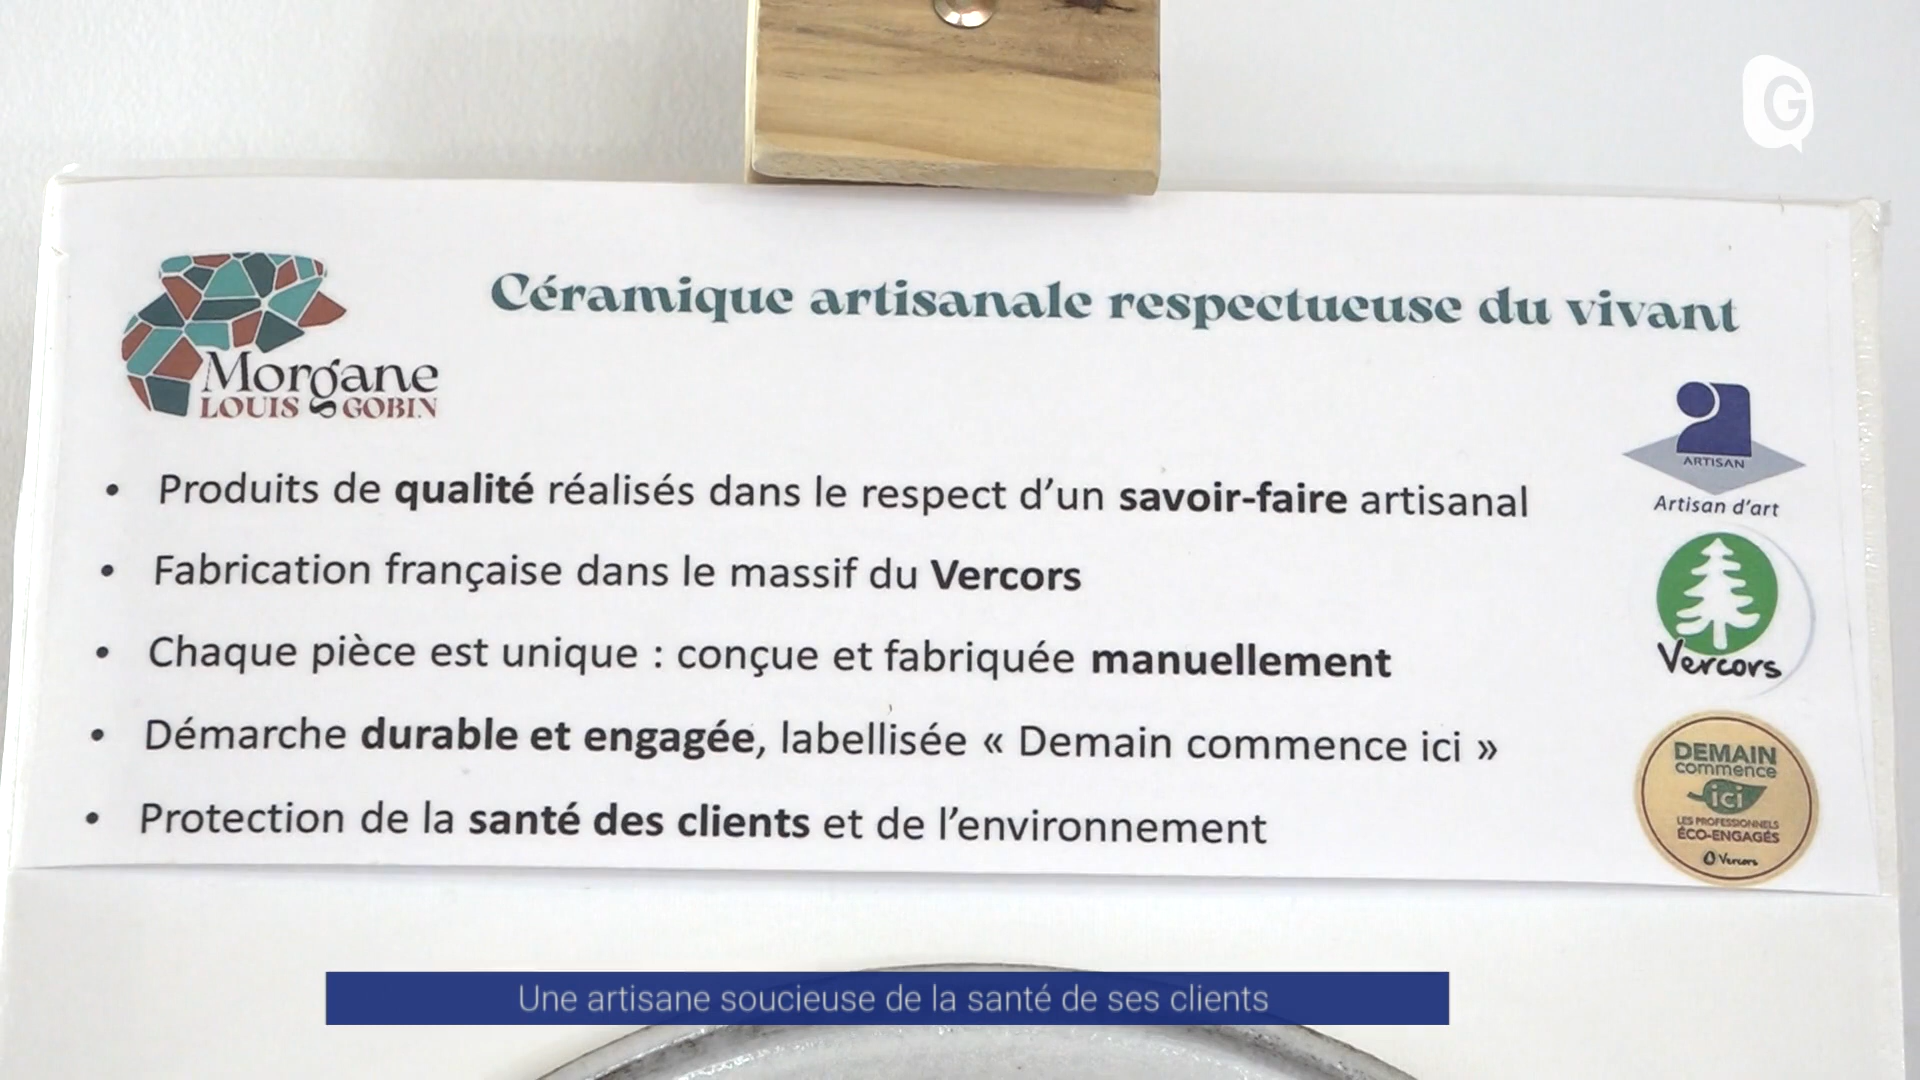 G
Céramique artisanale respectueuse du vivant
Morgane
LOUIS GOBIN
ARTISAN
Artisan d'art
• Produits de qualité réalisés dans le respect d'un savoir-faire artisanal
• Fabrication française dans le massif du Vercors
• Chaque pièce est unique : conçue et fabriquée manuellement
Vercors
• Démarche durable et engagée, labellisée « Demain commence ici »
• Protection de la santé des clients et de l'environnement
DEMAIN
commence
ici
LES PROFESSIONNELS
ÉCO-ENGAGÉS
Vercors
Une artisane soucieuse de la santé de ses clients